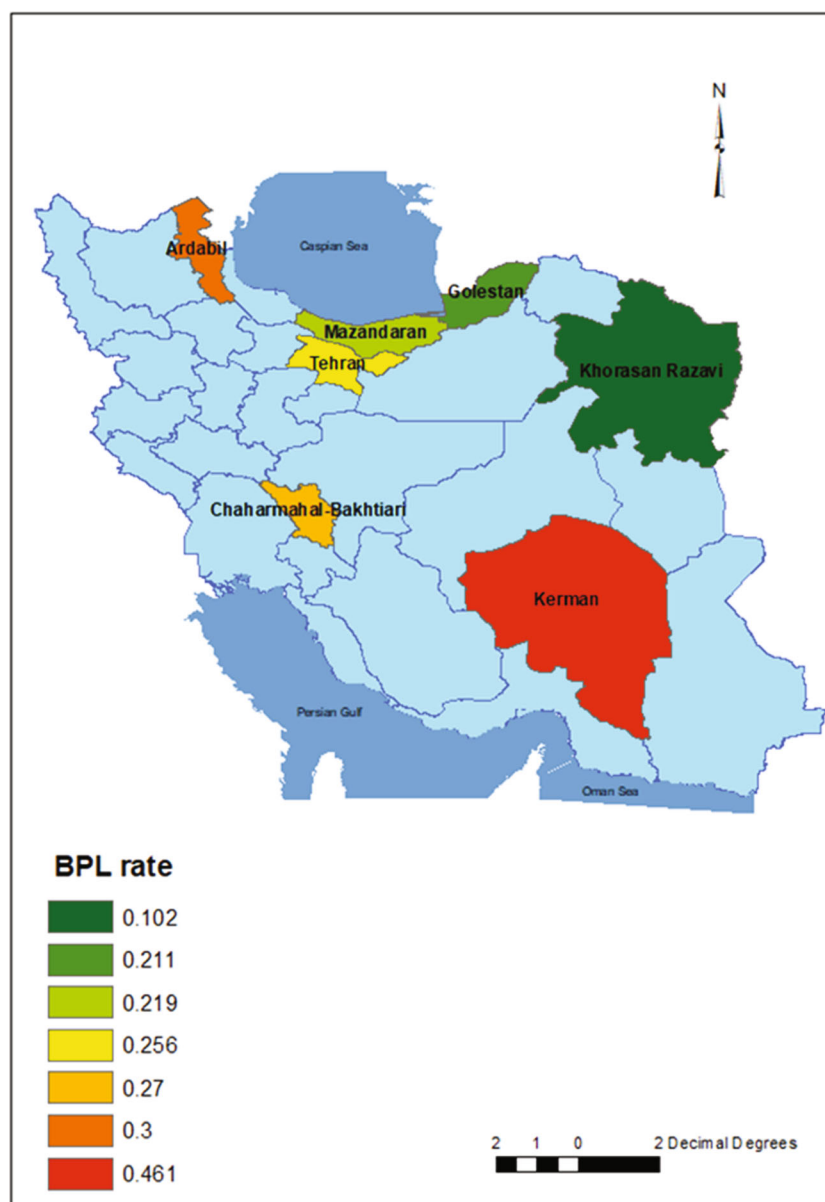 N
Ardabil
Caspian Sea
Golestan
Mazandaran
Tehran
Khorasan Razavi
Chaharmahal-Bakhtiari
Kerman
Persian Gulf
Oman Sea
BPL rate
0.102
0.211
0.219
0.256
0.27
0.3
0.461
2 1 0 2 Decimal Degrees